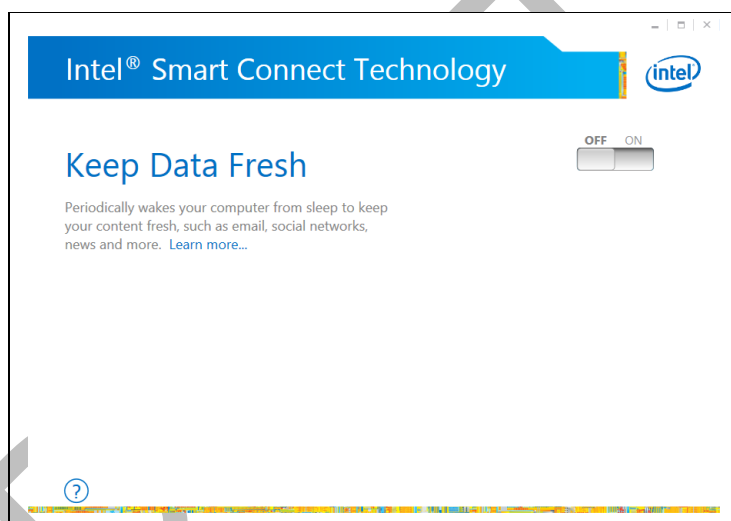 Intel® Smart Connect Technology
intel
OFF ON
Keep Data Fresh
Periodically wakes your computer from sleep to keep
your content fresh, such as email, social networks,
news and more. Learn more...
?